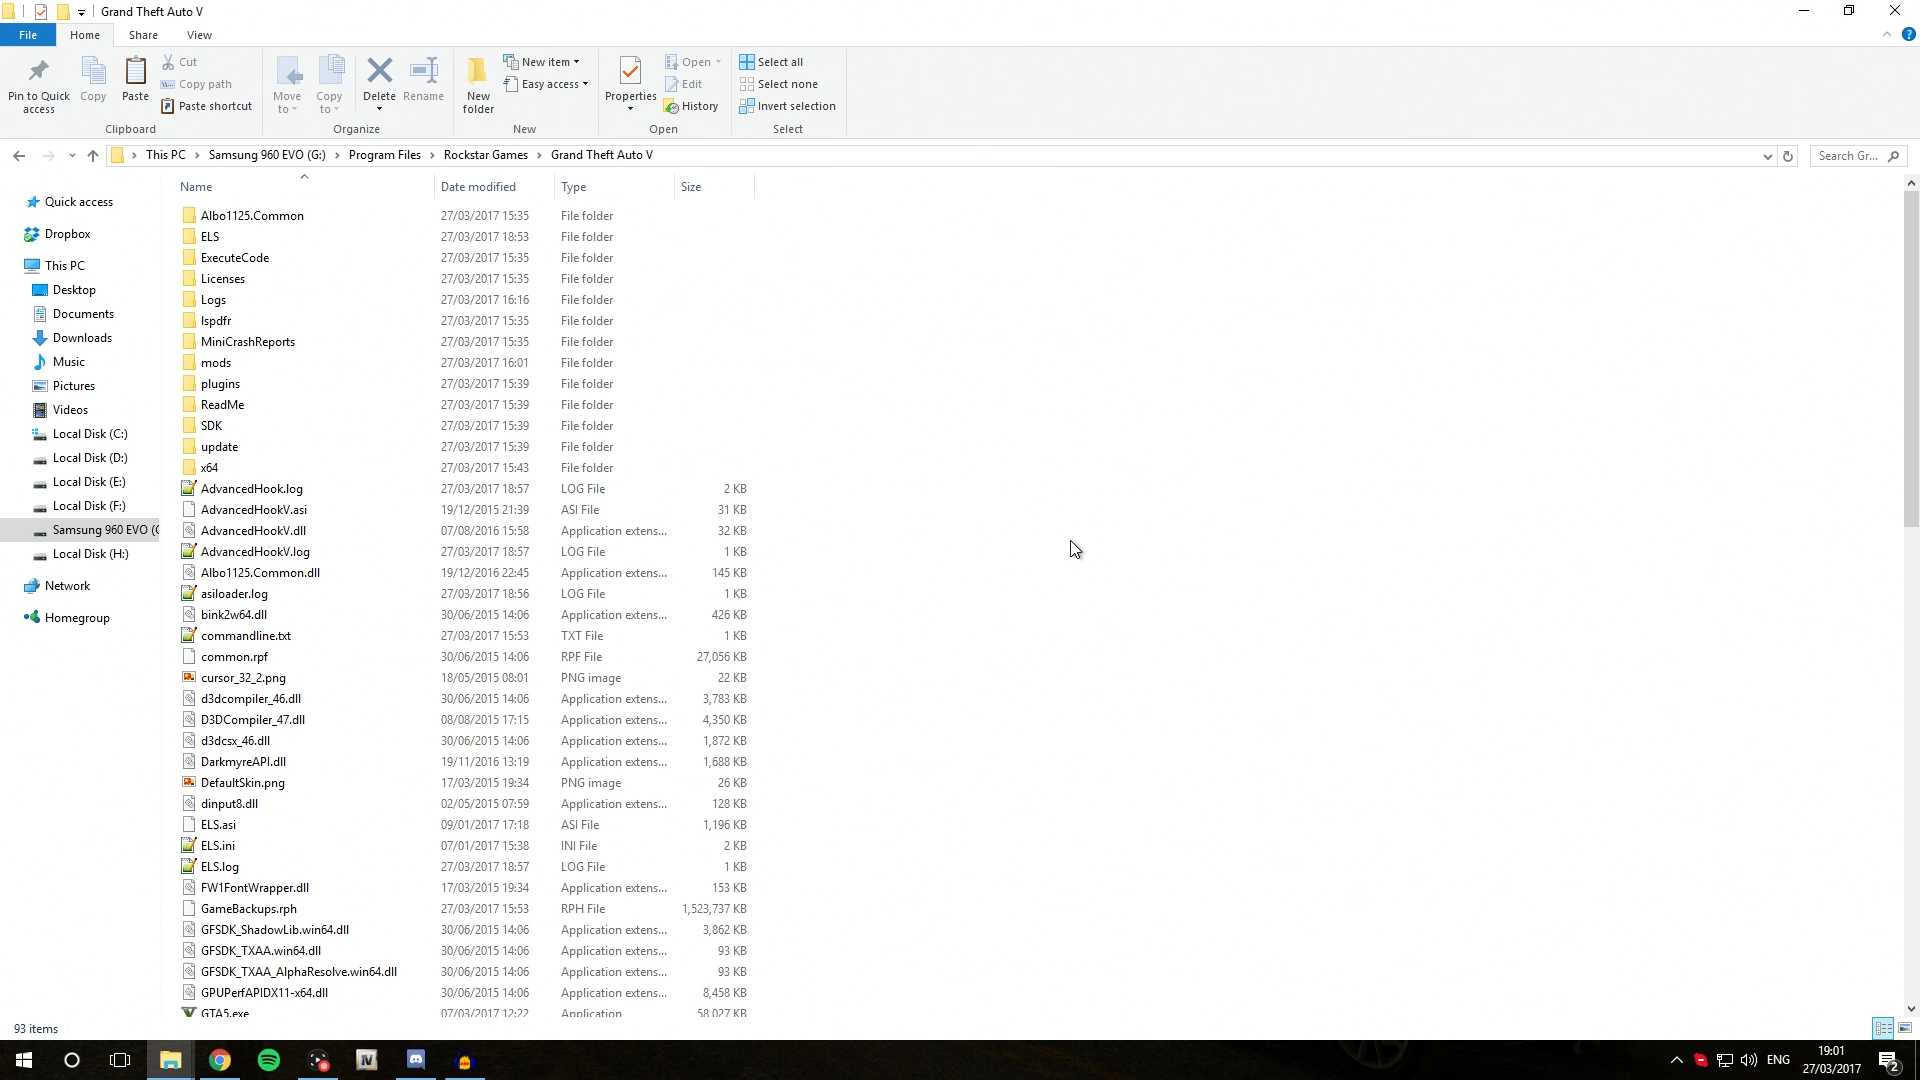 Grand Theft Auto V
File Home Share View
Pin to Quick access
Copy
Paste
Cut
Copy path
Paste shortcut
Clipboard
Move to
Copy to
Delete
Rename
Organize
New folder
New item
Easy access
New
Properties
Open
Edit
History
Open
Select all
Select none
Invert selection
Select
This PC > Samsung 960 EVO (G:) > Program Files > Rockstar Games > Grand Theft Auto V
Search Gr...
Quick access
Dropbox
This PC
Desktop
Documents
Downloads
Music
Pictures
Videos
Local Disk (C:)
Local Disk (D:)
Local Disk (E:)
Local Disk (F:)
Samsung 960 EVO (
Local Disk (H:)
Network
Homegroup
Name Date modified Type Size
Albo1125.Common 27/03/2017 15:35 File folder
ELS 27/03/2017 18:53 File folder
ExecuteCode 27/03/2017 15:35 File folder
Licenses 27/03/2017 15:35 File folder
Logs 27/03/2017 16:16 File folder
lspdfr 27/03/2017 15:35 File folder
MiniCrashReports 27/03/2017 15:35 File folder
mods 27/03/2017 16:01 File folder
plugins 27/03/2017 15:39 File folder
ReadMe 27/03/2017 15:39 File folder
SDK 27/03/2017 15:39 File folder
update 27/03/2017 15:39 File folder
x64 27/03/2017 15:43 File folder
AdvancedHook.log 27/03/2017 18:57 LOG File 2 KB
AdvancedHookV.asi 19/12/2015 21:39 ASI File 31 KB
AdvancedHookV.dll 07/08/2016 15:58 Application extens... 32 KB
AdvancedHookV.log 27/03/2017 18:57 LOG File 1 KB
Albo1125.Common.dll 19/12/2016 22:45 Application extens... 145 KB
asiloader.log 27/03/2017 18:56 LOG File 1 KB
bink2w64.dll 30/06/2015 14:06 Application extens... 426 KB
commandline.txt 27/03/2017 15:53 TXT File 1 KB
common.rpf 30/06/2015 14:06 RPF File 27,056 KB
cursor_32_2.png 18/05/2015 08:01 PNG image 22 KB
d3dcompiler_46.dll 30/06/2015 14:06 Application extens... 3,783 KB
D3DCompiler_47.dll 08/08/2015 17:15 Application extens... 4,350 KB
d3dcsx_46.dll 30/06/2015 14:06 Application extens... 1,872 KB
DarkmyreAPI.dll 19/11/2016 13:19 Application extens... 1,688 KB
DefaultSkin.png 17/03/2015 19:34 PNG image 26 KB
dinput8.dll 02/05/2015 07:59 Application extens... 128 KB
ELS.asi 09/01/2017 17:18 ASI File 1,196 KB
ELS.ini 07/01/2017 15:38 INI File 2 KB
ELS.log 27/03/2017 18:57 LOG File 1 KB
FW1FontWrapper.dll 17/03/2015 19:34 Application extens... 153 KB
GameBackups.rph 27/03/2017 15:53 RPH File 1,523,737 KB
GFSDK_ShadowLib.win64.dll 30/06/2015 14:06 Application extens... 3,862 KB
GFSDK_TXAA.win64.dll 30/06/2015 14:06 Application extens... 93 KB
GFSDK_TXAA_AlphaResolve.win64.dll 30/06/2015 14:06 Application extens... 93 KB
GPUPerfAPIDX11-x64.dll 30/06/2015 14:06 Application extens... 8,458 KB
GTA5.exe 07/03/2017 12:22 Application 58,027 KB
93 items
IV
ENG
19:01
27/03/2017
2